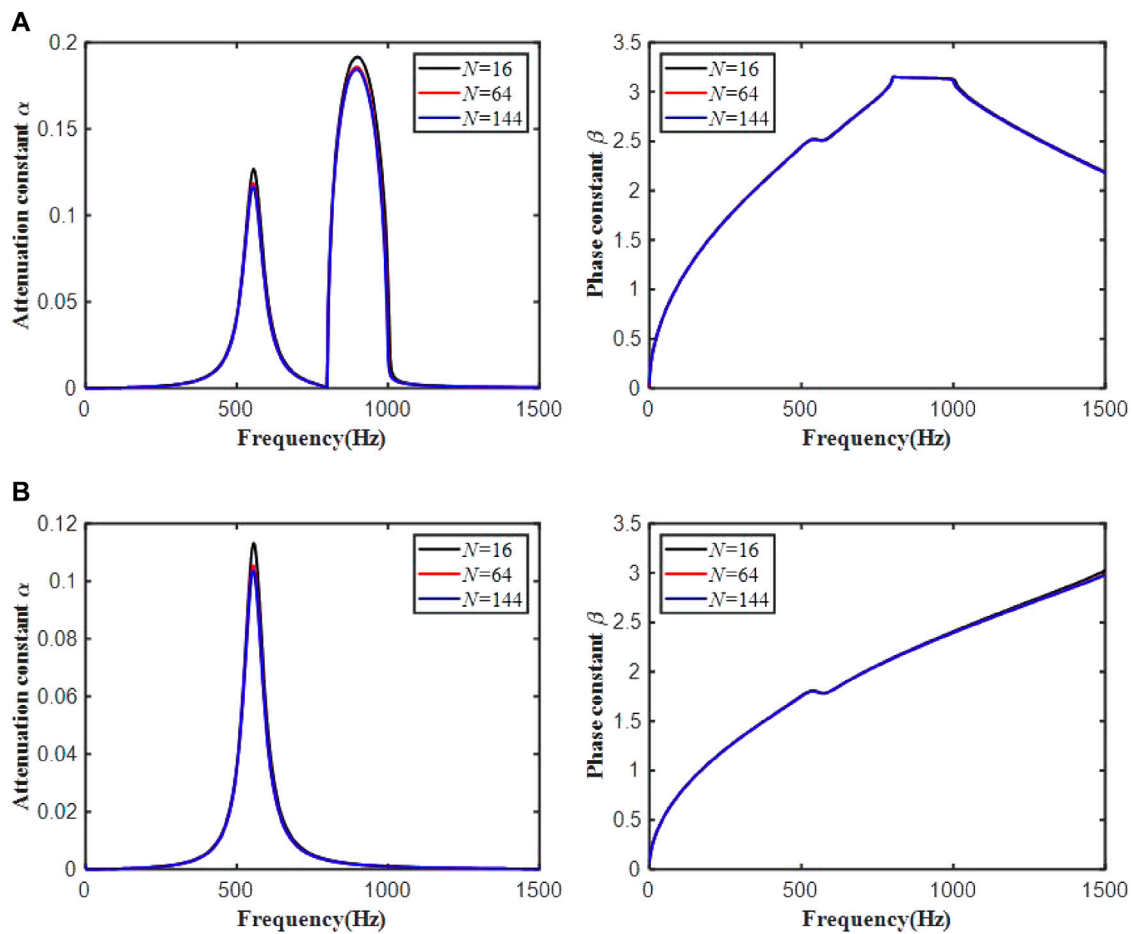 A
Attenuation constant α
0.2
0.15
0.1
0.05
0
0 500 1000 1500
Frequency(Hz)
N=16
N=64
N=144
Phase constant β
3.5
3
2.5
2
1.5
1
0.5
0
0 500 1000 1500
Frequency(Hz)
N=16
N=64
N=144
B
Attenuation constant α
0.12
0.1
0.08
0.06
0.04
0.02
0
0 500 1000 1500
Frequency(Hz)
N=16
N=64
N=144
Phase constant β
3.5
3
2.5
2
1.5
1
0.5
0
0 500 1000 1500
Frequency(Hz)
N=16
N=64
N=144